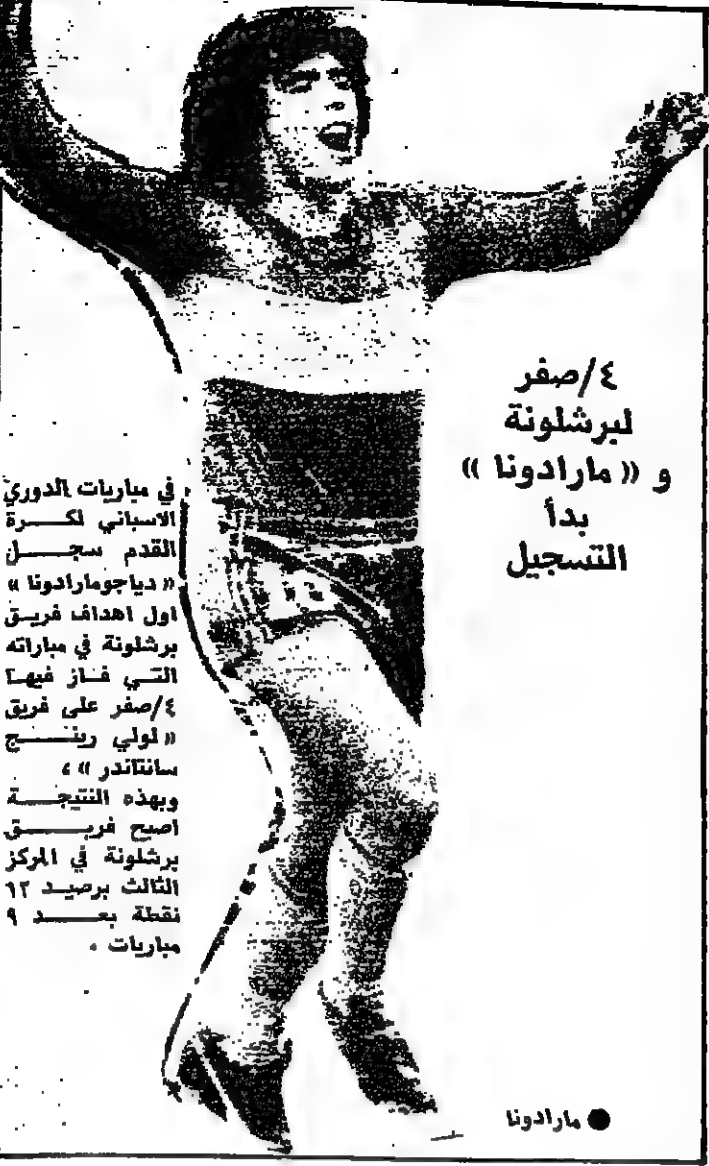 ٤/صفر
لبرشلونة
و «مارادونا»
بدأ
التسجيل
في مباريات الدوري
الاسباني لكرة
القدم سجل
«دياجومارادونا»
اول اهداف فريق
برشلونة في مباراته
التي فاز فيها
٤/صفر على فريق
«لولي رينج
سانتاندر»،
وبهذه النتيجة
اصبح فريق
برشلونة في المركز
الثالث برصيد ١٢
نقطة بعد ٩
مباريات .
● مارادونا